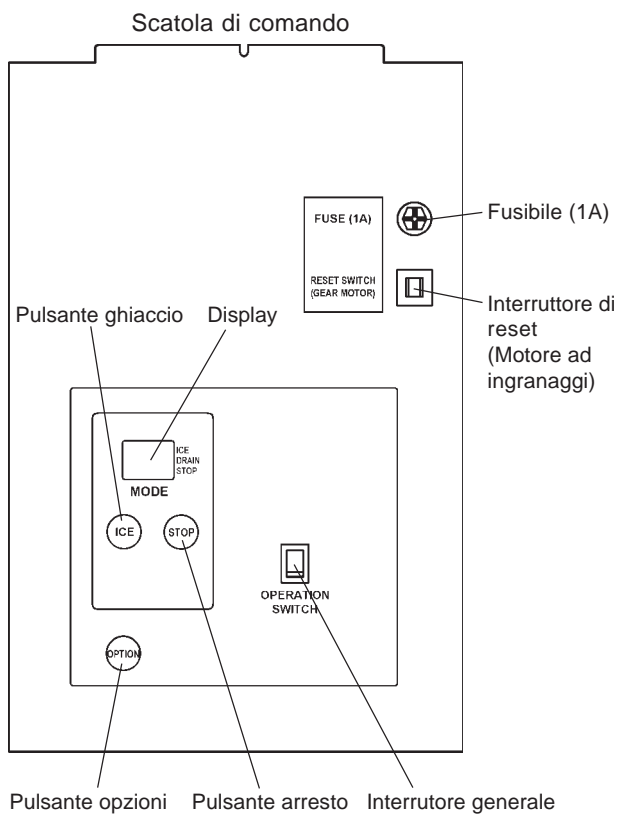 Scatola di comando
FUSE (1A)
Fusibile (1A)
RESET SWITCH
(GEAR MOTOR)
Interruttore di
reset
(Motore ad
ingranaggi)
Pulsante ghiaccio
Display
ICE
DRAIN
STOP
MODE
ICE
STOP
OPERATION
SWITCH
OPTION
Pulsante opzioni
Pulsante arresto
Interrutore generale